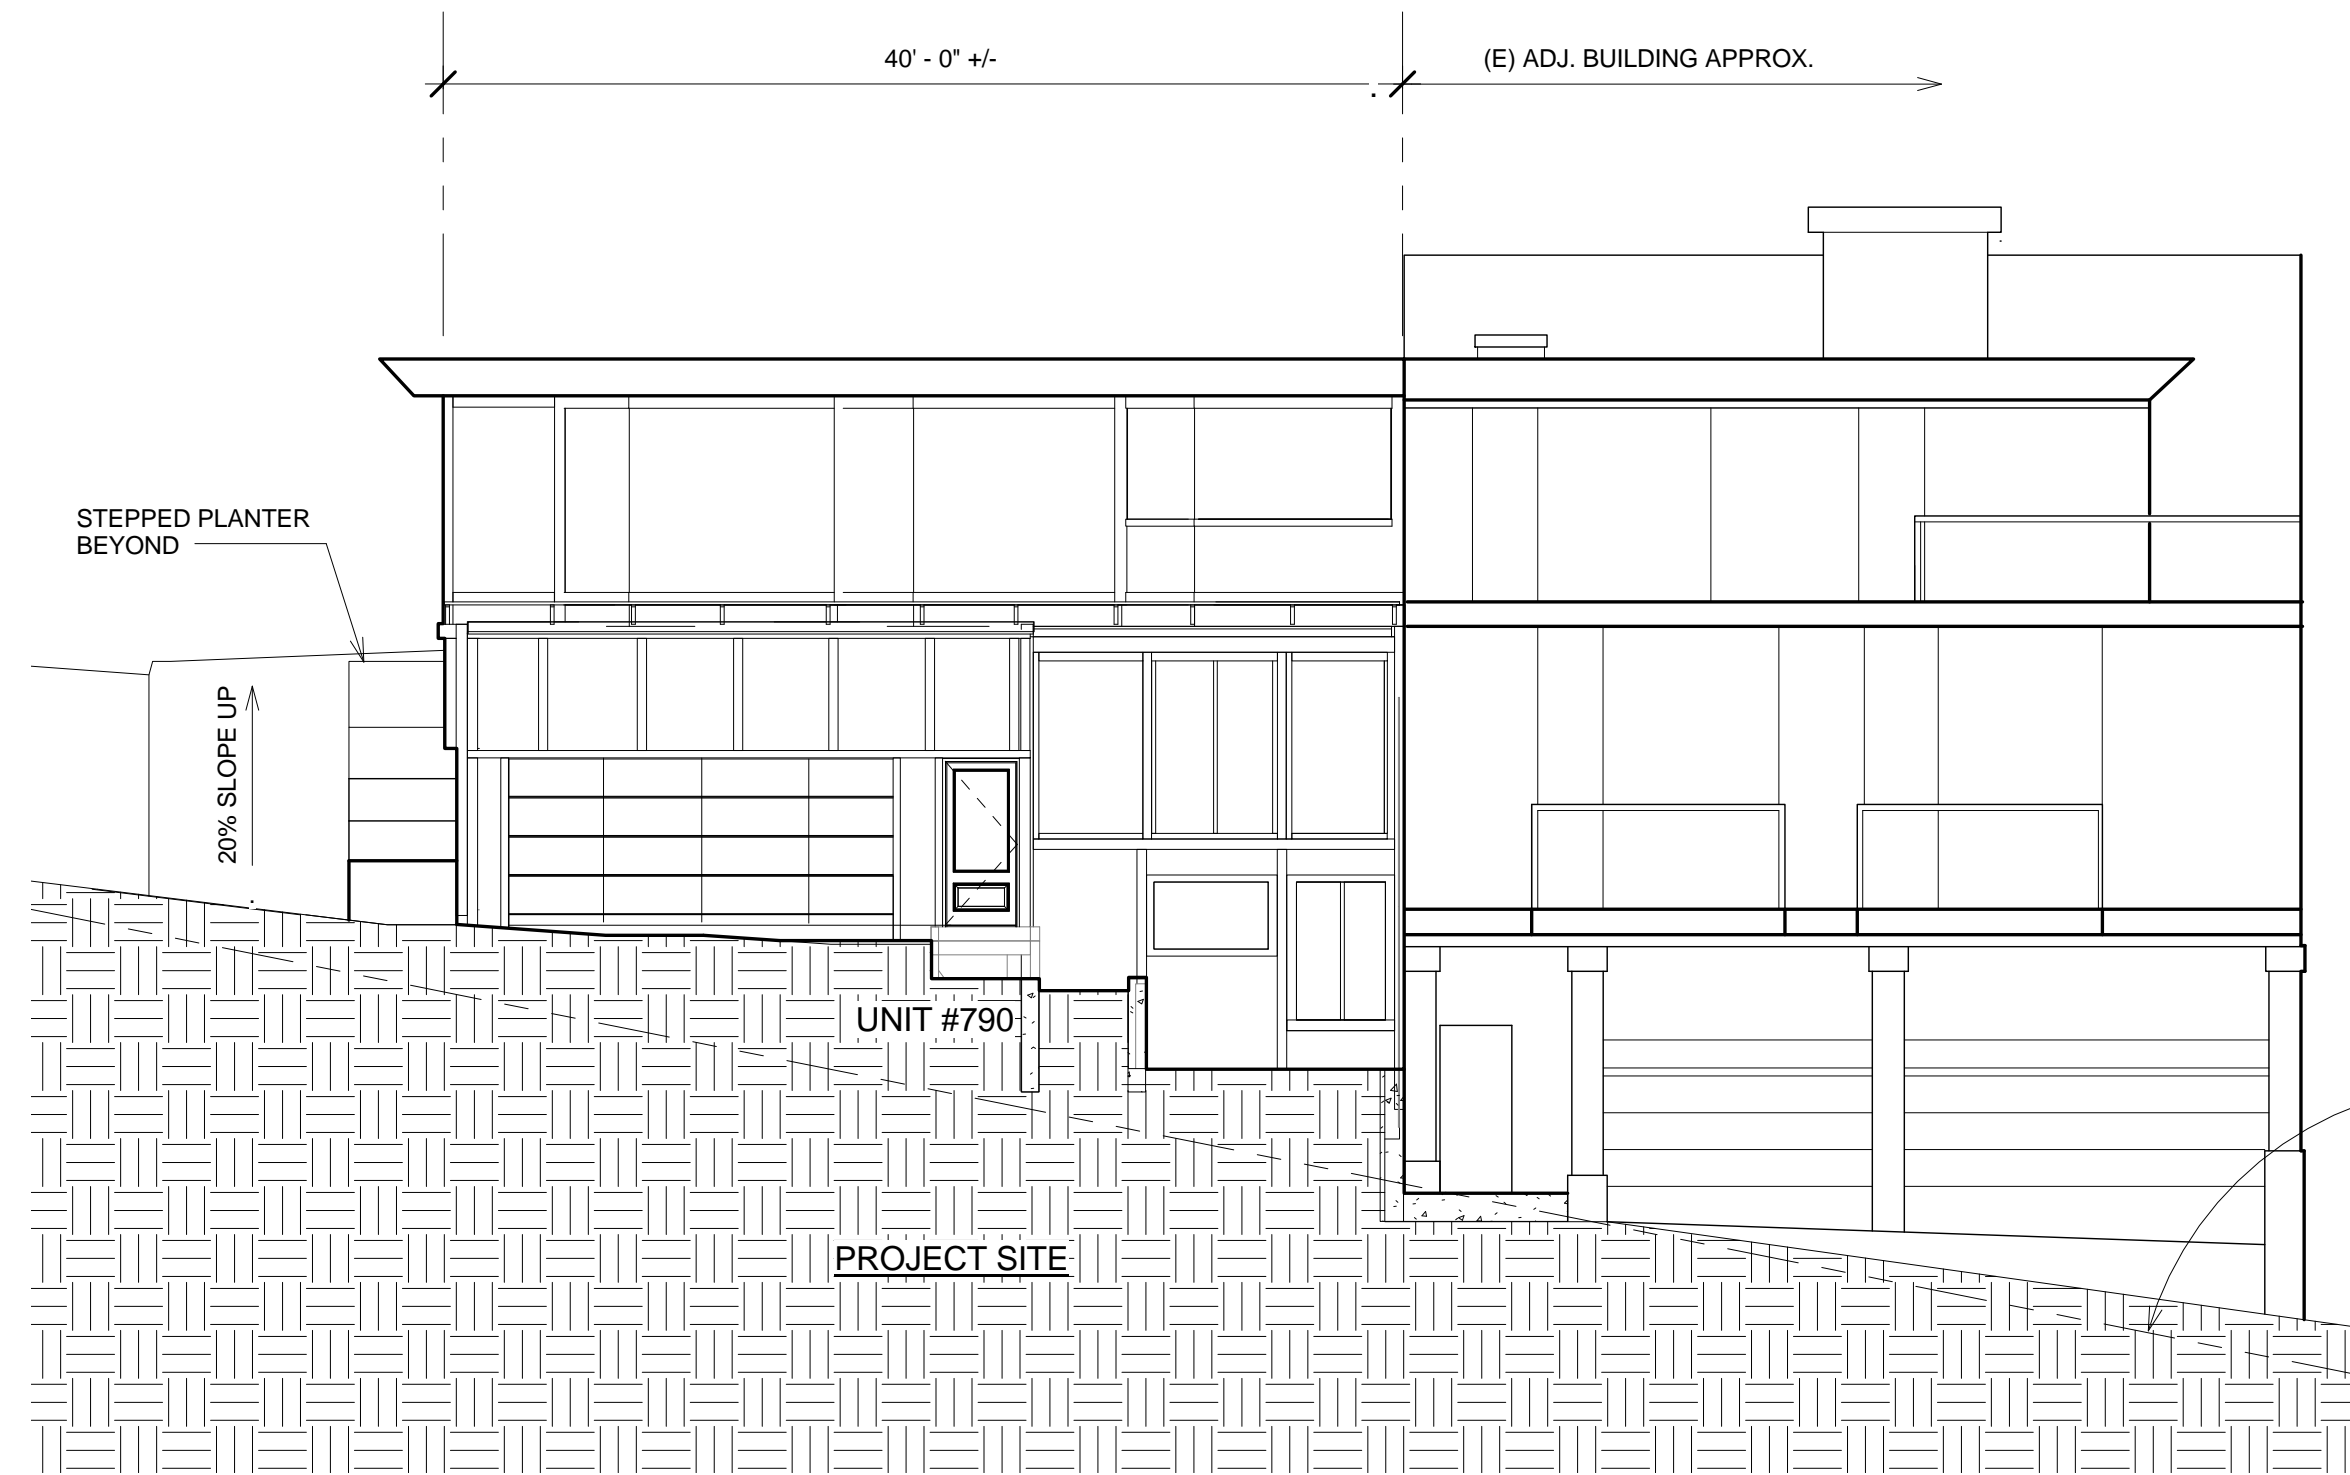 40' - 0" +/-
(E) ADJ. BUILDING APPROX.
STEPPED PLANTER
BEYOND
20% SLOPE UP
UNIT #790
PROJECT SITE